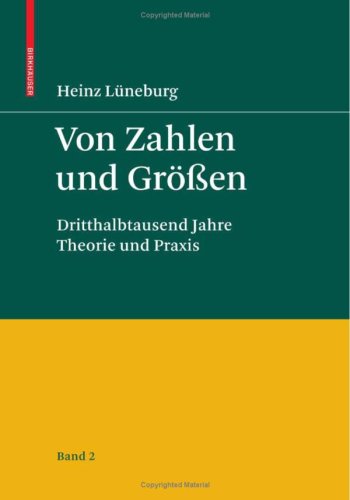 Copyrighted Material
BIRKHÄUSER
Heinz Lüneburg
Von Zahlen
und Größen
Dritthalbtausend Jahre
Theorie und Praxis
Band 2
Copyrighted Material